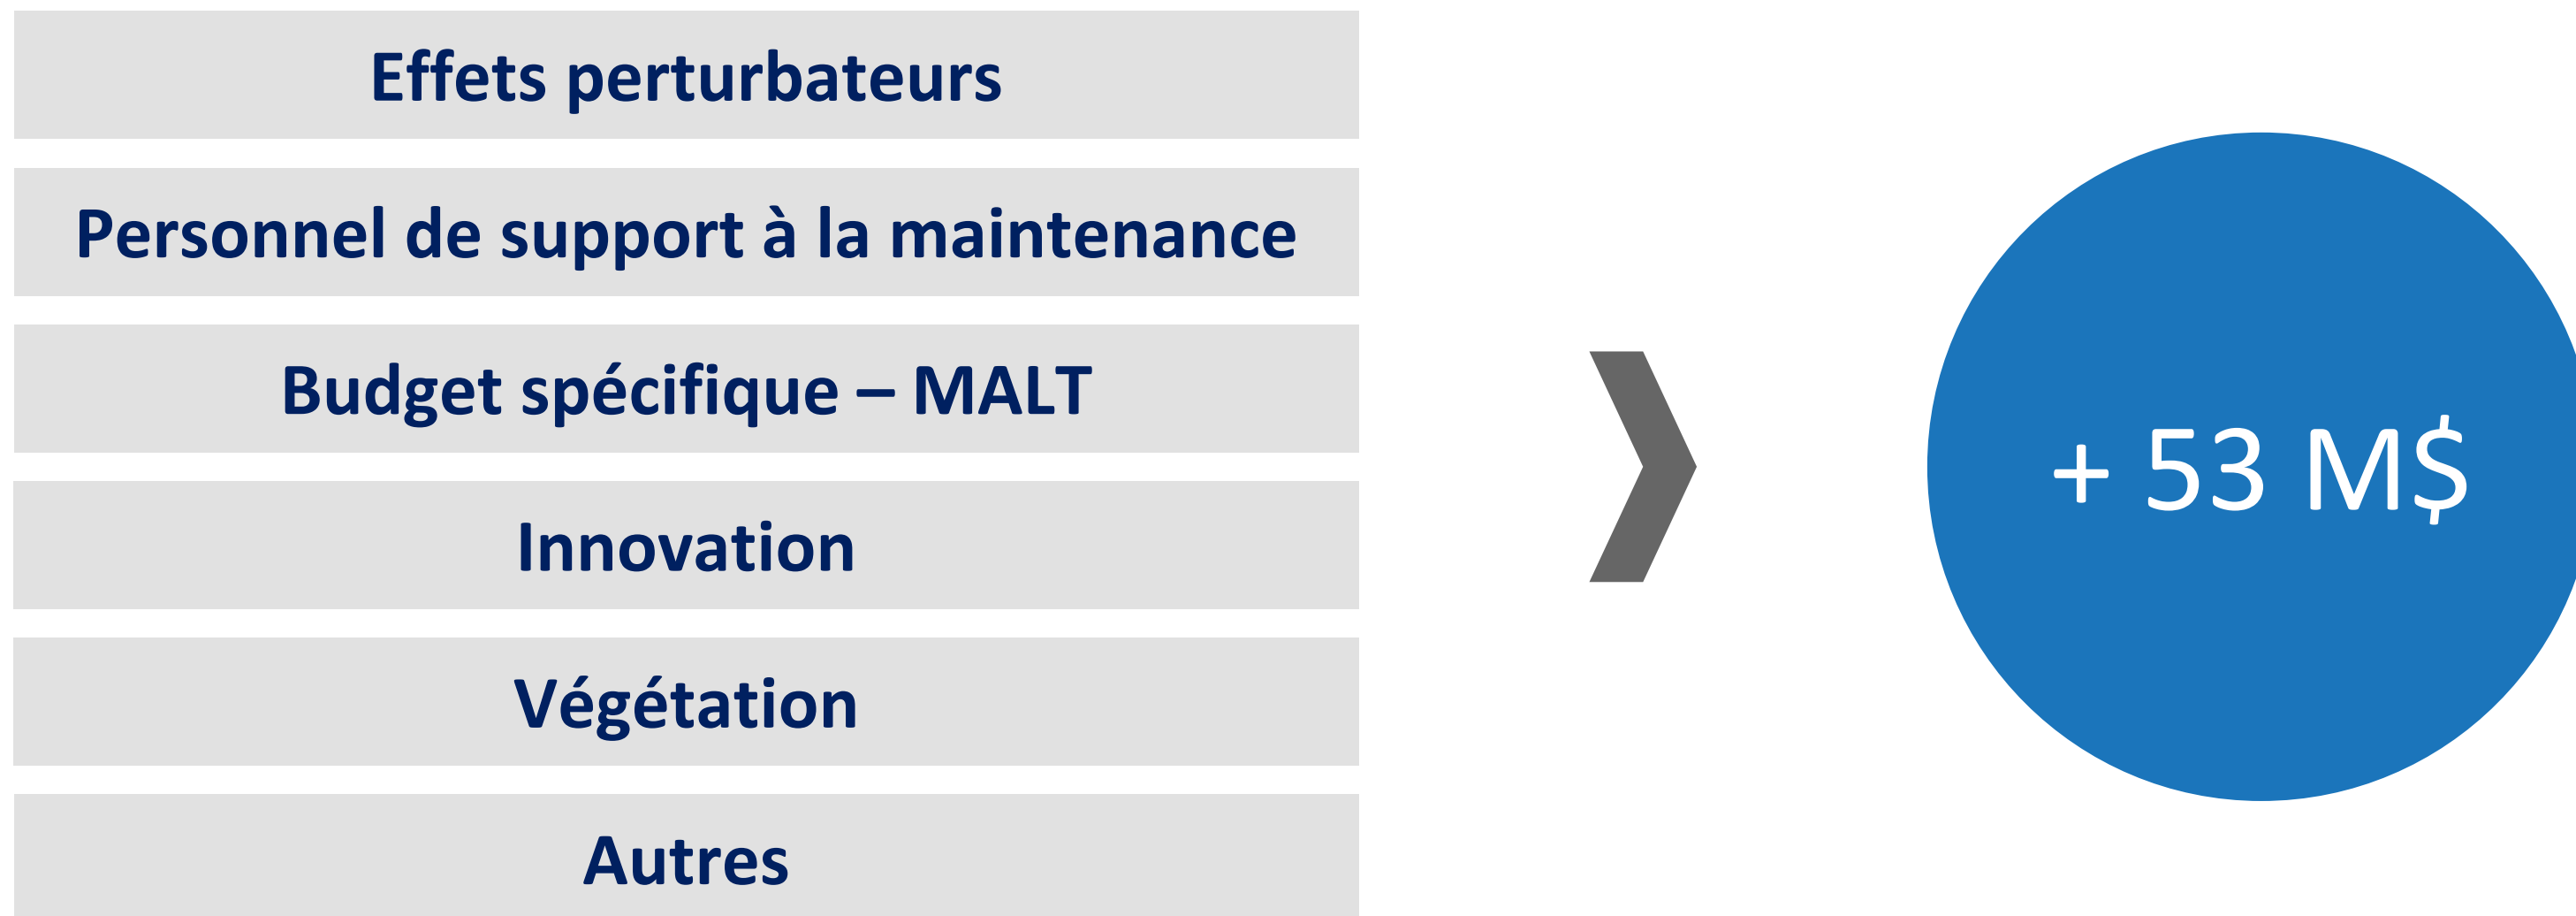 Effets perturbateurs
Personnel de support à la maintenance
Budget spécifique – MALT
Innovation
Végétation
Autres
+ 53 M$